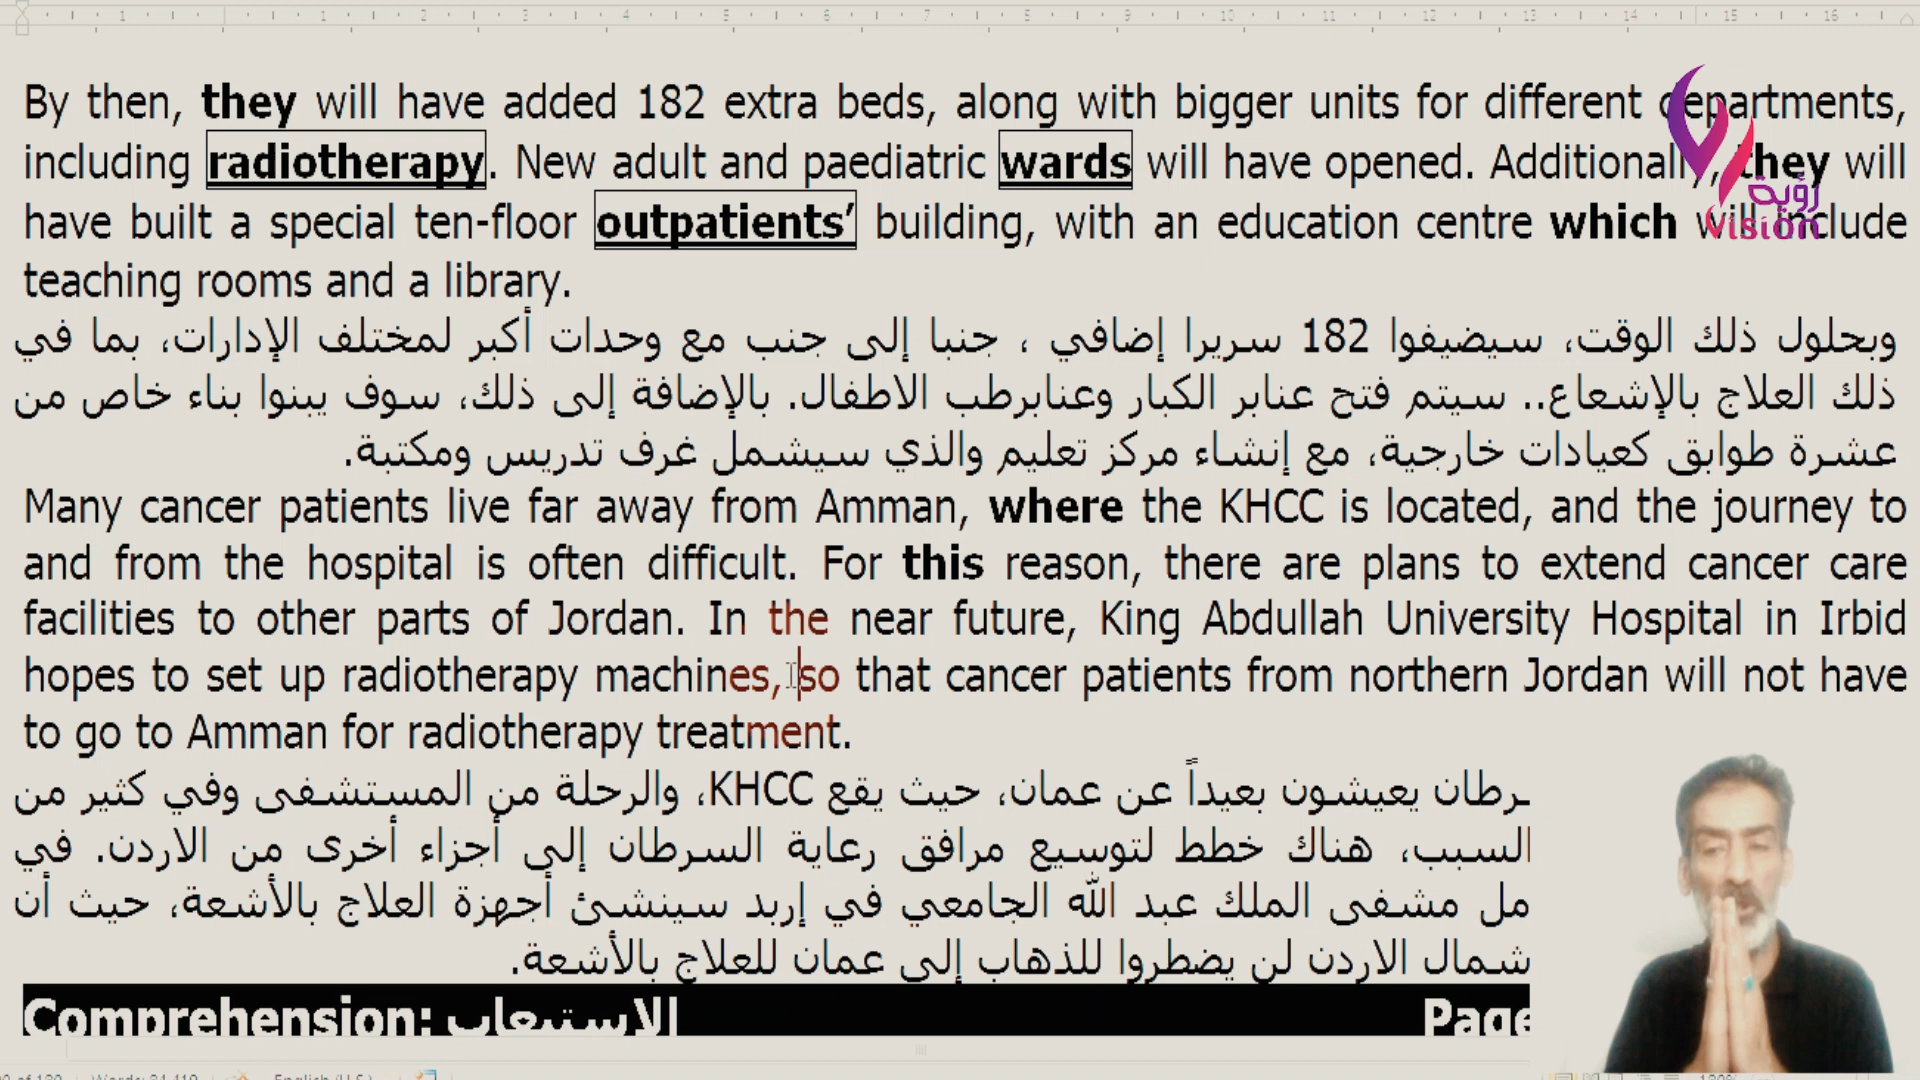 By then, they will have added 182 extra beds, along with bigger units for different departments,
including radiotherapy. New adult and paediatric wards will have opened. Additionally, they will
have built a special ten-floor outpatients’ building, with an education centre which will include
teaching rooms and a library.
رؤية
vision
وبحلول ذلك الوقت، سيضيفوا 182 سريرا إضافي ، جنبا إلى جنب مع وحدات أكبر لمختلف الإدارات، بما في
ذلك العلاج بالإشعاع.. سيتم فتح عنابر الكبار وعنابرطب الاطفال. بالإضافة إلى ذلك، سوف يبنوا بناء خاص من
عشرة طوابق كعيادات خارجية، مع إنشاء مركز تعليم والذي سيشمل غرف تدريس ومكتبة.
Many cancer patients live far away from Amman, where the KHCC is located, and the journey to
and from the hospital is often difficult. For this reason, there are plans to extend cancer care
facilities to other parts of Jordan. In the near future, King Abdullah University Hospital in Irbid
hopes to set up radiotherapy machines, so that cancer patients from northern Jordan will not have
to go to Amman for radiotherapy treatment.
يعيشون بعيداً عن عمان، حيث يقع KHCC، والرحلة من المستشفى وفي كثير من
السبب، هناك خطط لتوسيع مرافق رعاية السرطان إلى أجزاء أخرى من الاردن. في
مشفى الملك عبد الله الجامعي في إربد سينشئ أجهزة العلاج بالأشعة، حيث أن
شمال الاردن لن يضطروا للذهاب إلى عمان للعلاج بالأشعة.
Comprehension: الاستيعاب Page